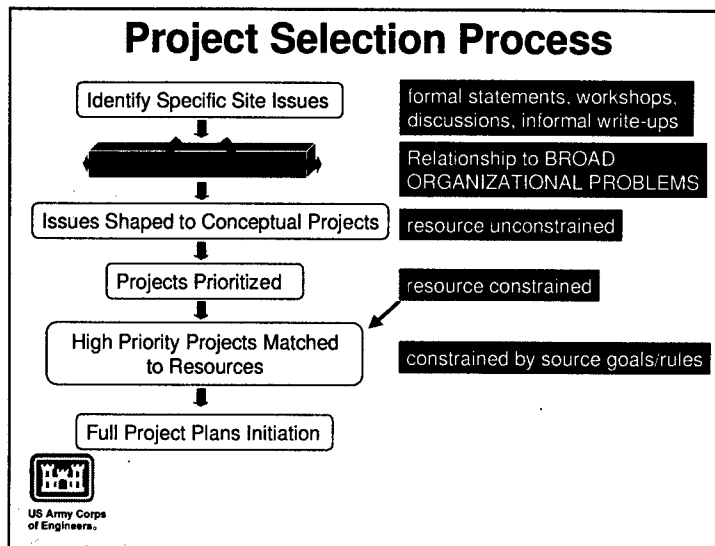 Project Selection Process
Identify Specific Site Issues
formal statements, workshops,
discussions, informal write-ups
Relationship to BROAD
ORGANIZATIONAL PROBLEMS
Issues Shaped to Conceptual Projects
resource unconstrained
Projects Prioritized
resource constrained
High Priority Projects Matched
to Resources
constrained by source goals/rules
Full Project Plans Initiation
US Army Corps
of Engineers®